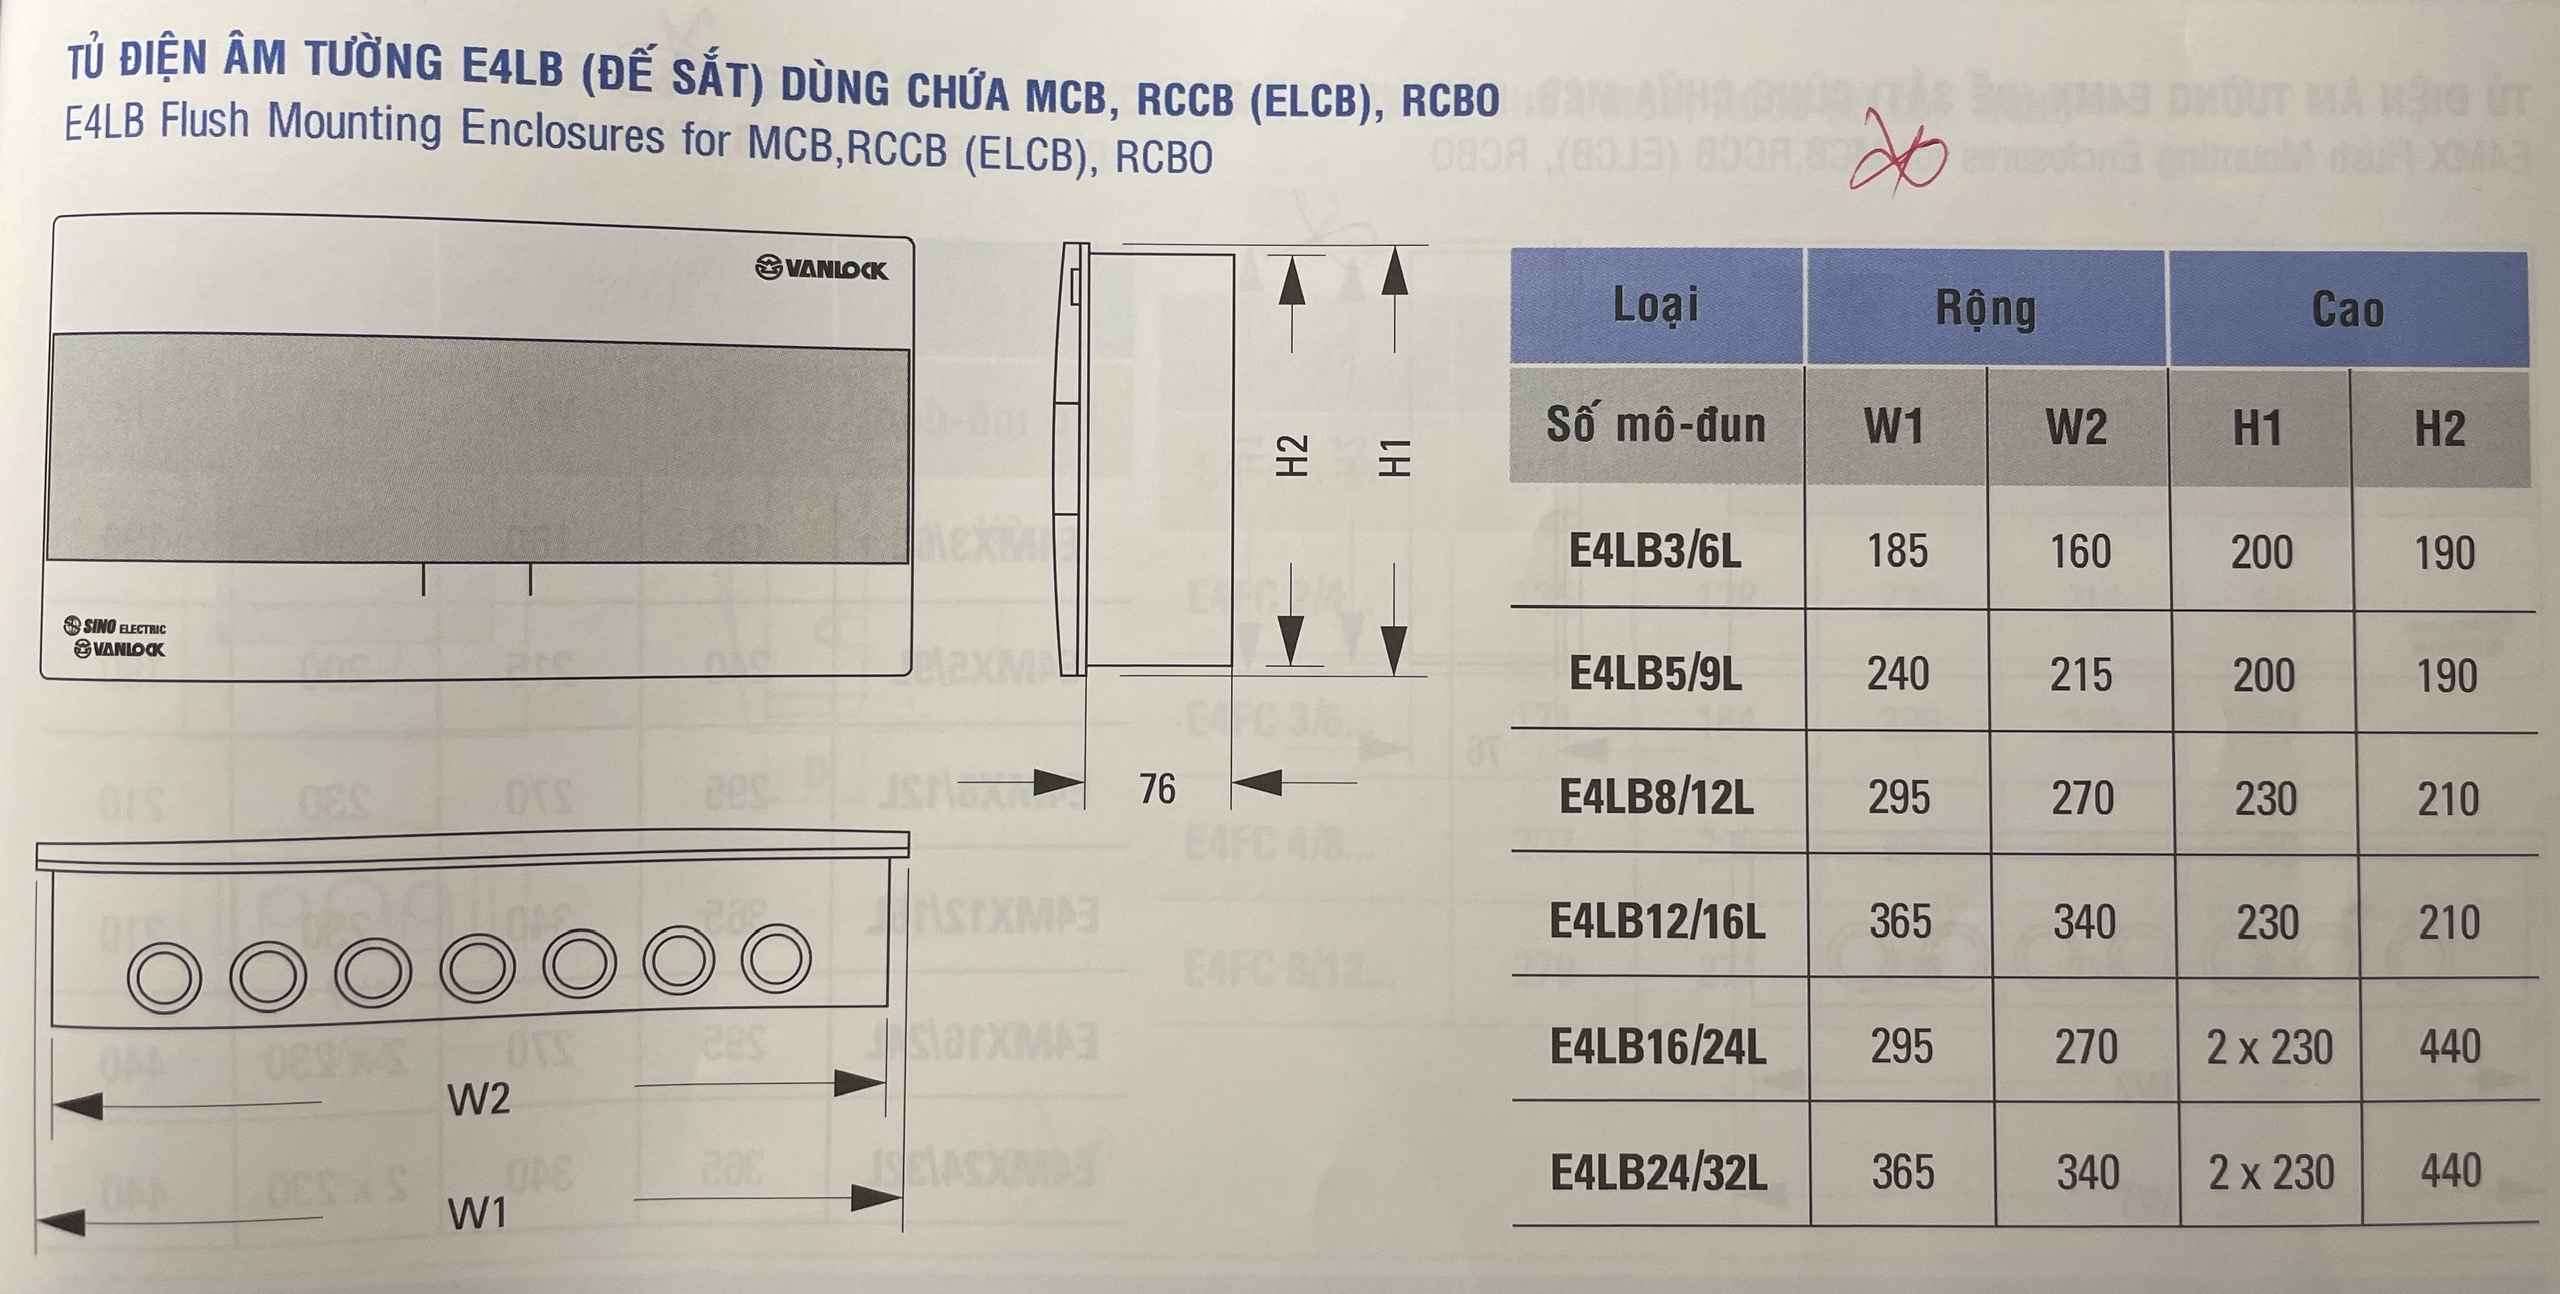 TỦ ĐIỆN ÂM TƯỜNG E4LB (ĐẾ SẮT) DÙNG CHỨA MCB, RCCB (ELCB), RCBO
E4LB Flush Mounting Enclosures for MCB,RCCB (ELCB), RCBO
VANLOCK
SINO ELECTRIC
VANLOCK
H2
H1
76
W2
W1
Loại Rộng Cao
Số mô-đun W1 W2 H1 H2
E4LB3/6L 185 160 200 190
E4LB5/9L 240 215 200 190
E4LB8/12L 295 270 230 210
E4LB12/16L 365 340 230 210
E4LB16/24L 295 270 2 x 230 440
E4LB24/32L 365 340 2 x 230 440